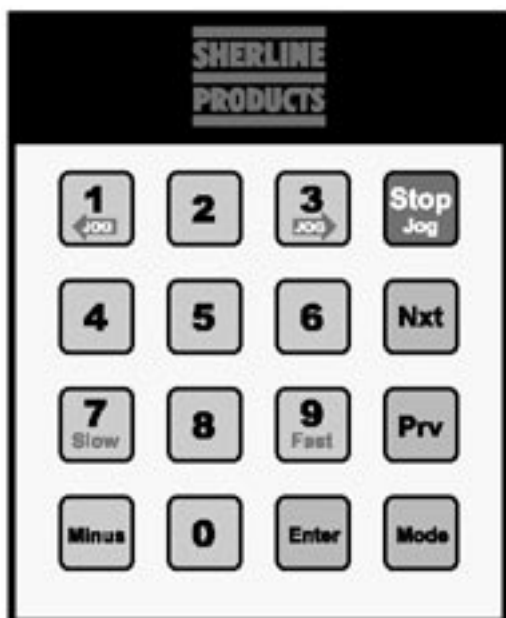 SHERLINE
PRODUCTS
1 2 3 Stop
JOG JOG Jog
4 5 6 Nxt
7 8 9 Prv
Slow Fast
Minus 0 Enter Mode